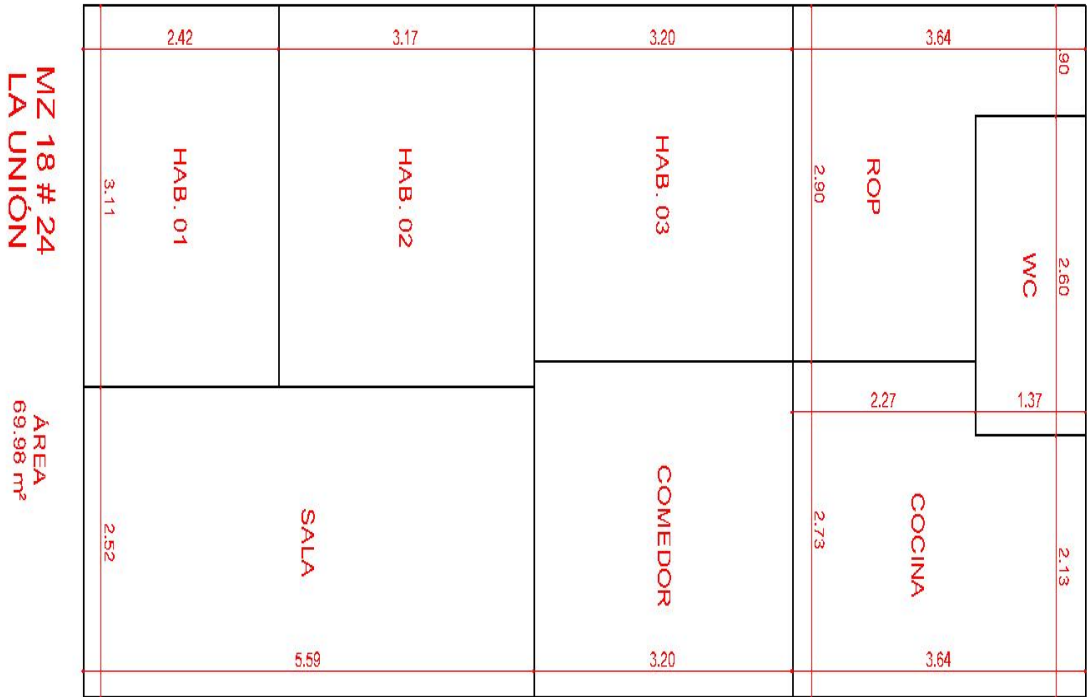 2.42
3.17
3.20
3.64
.90
HAB. 01
HAB. 02
HAB. 03
ROP
WC
3.11
2.90
2.60
2.27
1.37
SALA
COMEDOR
COCINA
2.52
2.73
2.13
5.59
3.20
3.64
MZ 18 # 24
LA UNIÓN
ÁREA
69.98 m²